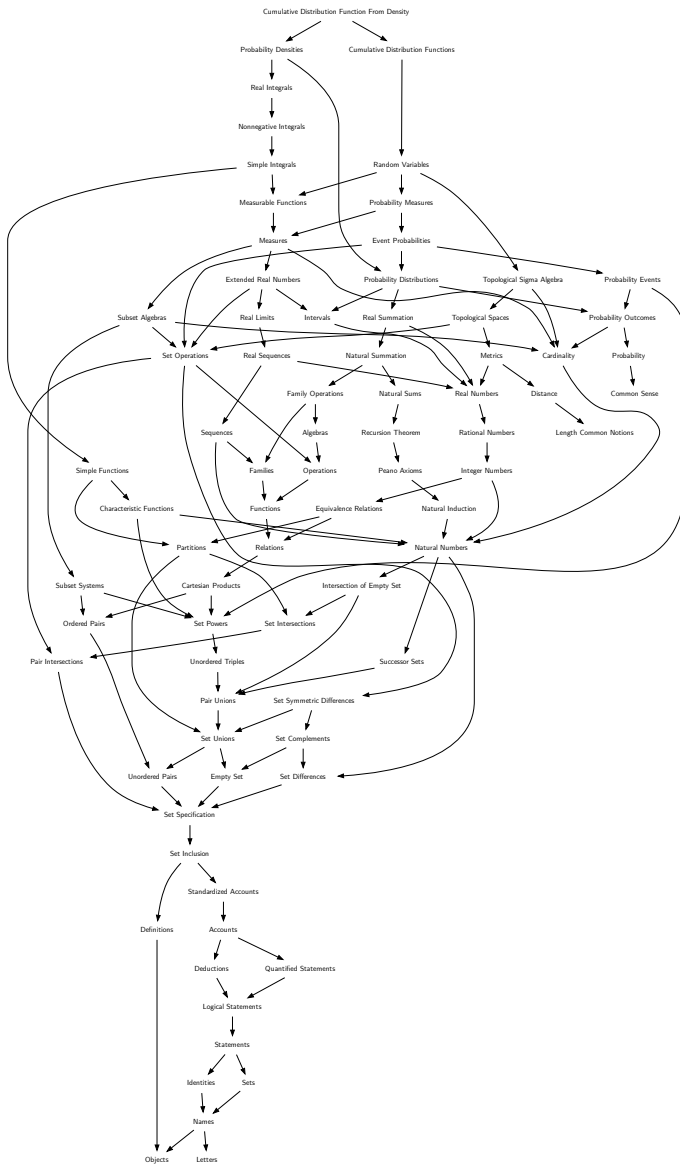 Cumulative Distribution Function From Density
Probability Densities
Cumulative Distribution Functions
Real Integrals
Nonnegative Integrals
Simple Integrals
Random Variables
Measurable Functions
Probability Measures
Measures
Event Probabilities
Extended Real Numbers
Probability Distributions
Topological Sigma Algebra
Probability Events
Subset Algebras
Real Limits
Intervals
Real Summation
Topological Spaces
Probability Outcomes
Set Operations
Real Sequences
Natural Summation
Metrics
Cardinality
Probability
Family Operations
Natural Sums
Real Numbers
Distance
Common Sense
Sequences
Algebras
Recursion Theorem
Rational Numbers
Length Common Notions
Simple Functions
Families
Operations
Peano Axioms
Integer Numbers
Characteristic Functions
Functions
Equivalence Relations
Natural Induction
Partitions
Relations
Natural Numbers
Subset Systems
Cartesian Products
Intersection of Empty Set
Ordered Pairs
Set Powers
Set Intersections
Pair Intersections
Unordered Triples
Successor Sets
Pair Unions
Set Symmetric Differences
Set Unions
Set Complements
Unordered Pairs
Empty Set
Set Differences
Set Specification
Set Inclusion
Standardized Accounts
Definitions
Accounts
Deductions
Quantified Statements
Logical Statements
Statements
Identities
Sets
Names
Objects
Letters